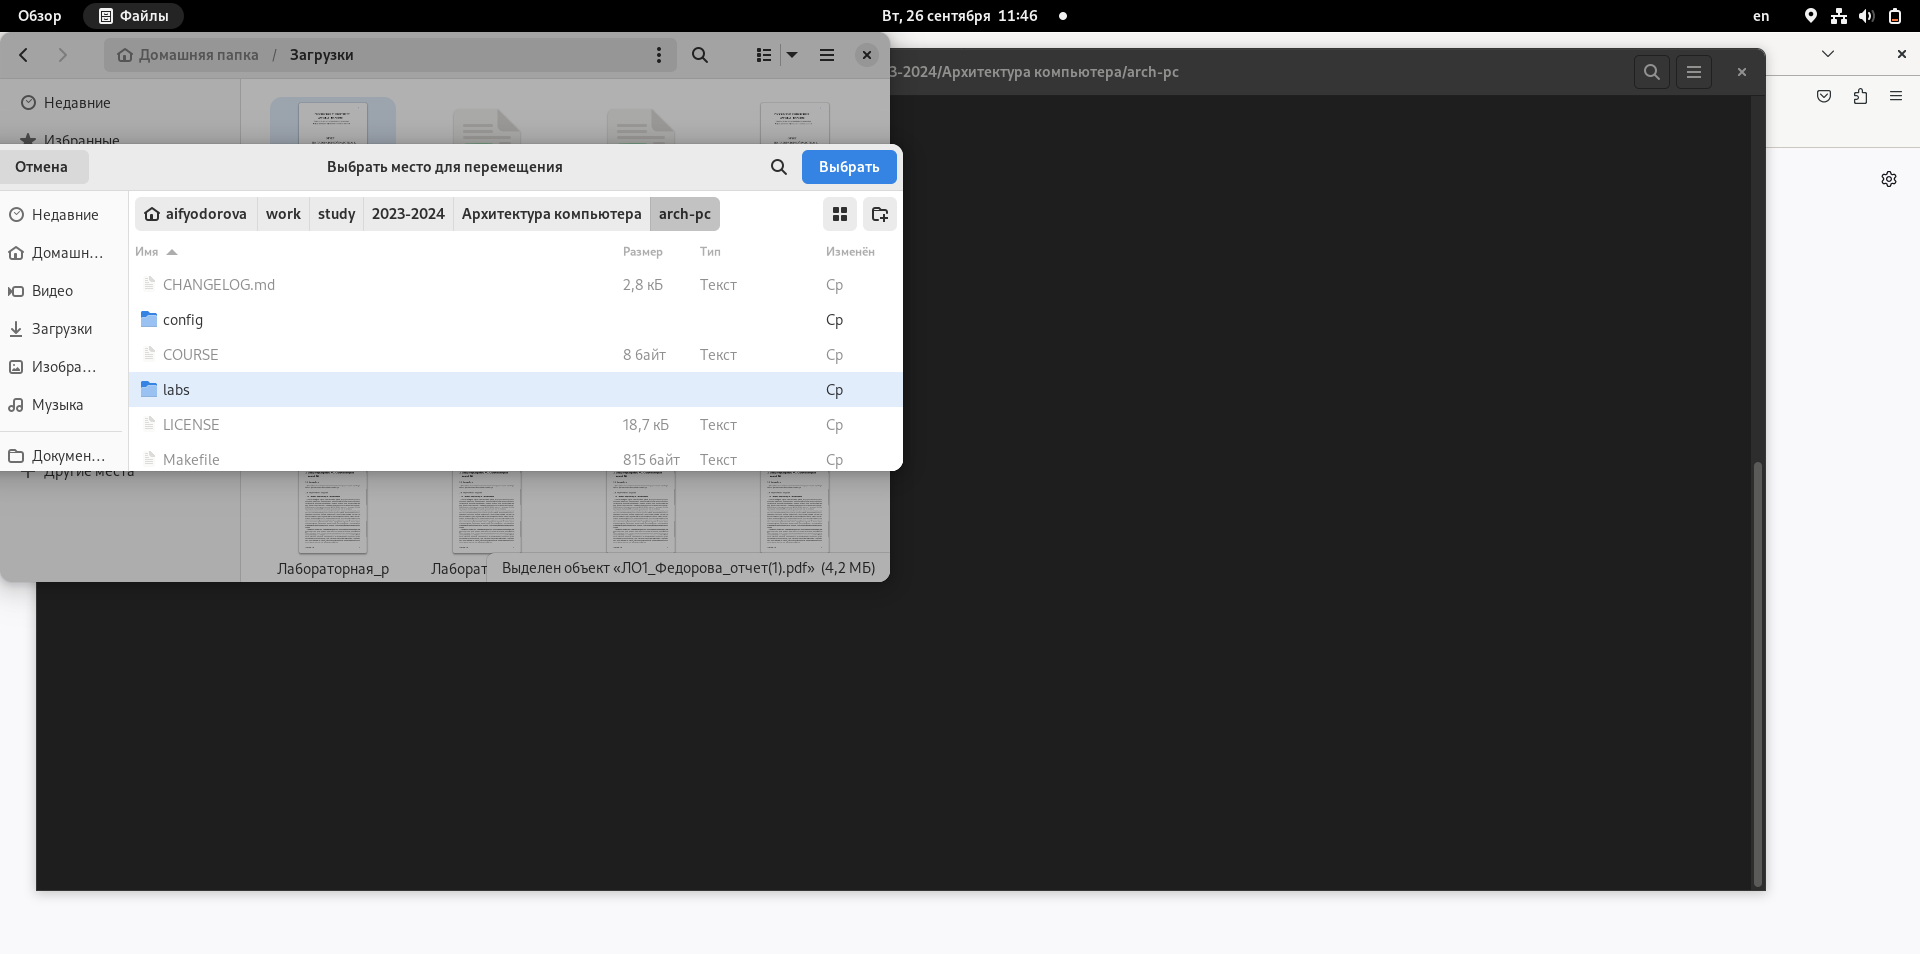 Обзор Файлы Вт, 26 сентября 11:46 en
Домашняя папка / Загрузки
3-2024/Архитектура компьютера/arch-pc
Недавние
Избранные
Отмена Выбрать место для перемещения Выбрать
Недавние
Домашн...
Видео
Загрузки
Изобра...
Музыка
Докумен...
Другие места
aifyodorova work study 2023-2024 Архитектура компьютера arch-pc
Имя Размер Тип Изменён
CHANGELOG.md 2,8 кБ Текст Ср
config Ср
COURSE 8 байт Текст Ср
labs Ср
LICENSE 18,7 кБ Текст Ср
Makefile 815 байт Текст Ср
Лабораторная_р Лаборат Выделен объект «ЛО1_Федорова_отчет(1).pdf» (4,2 МБ)